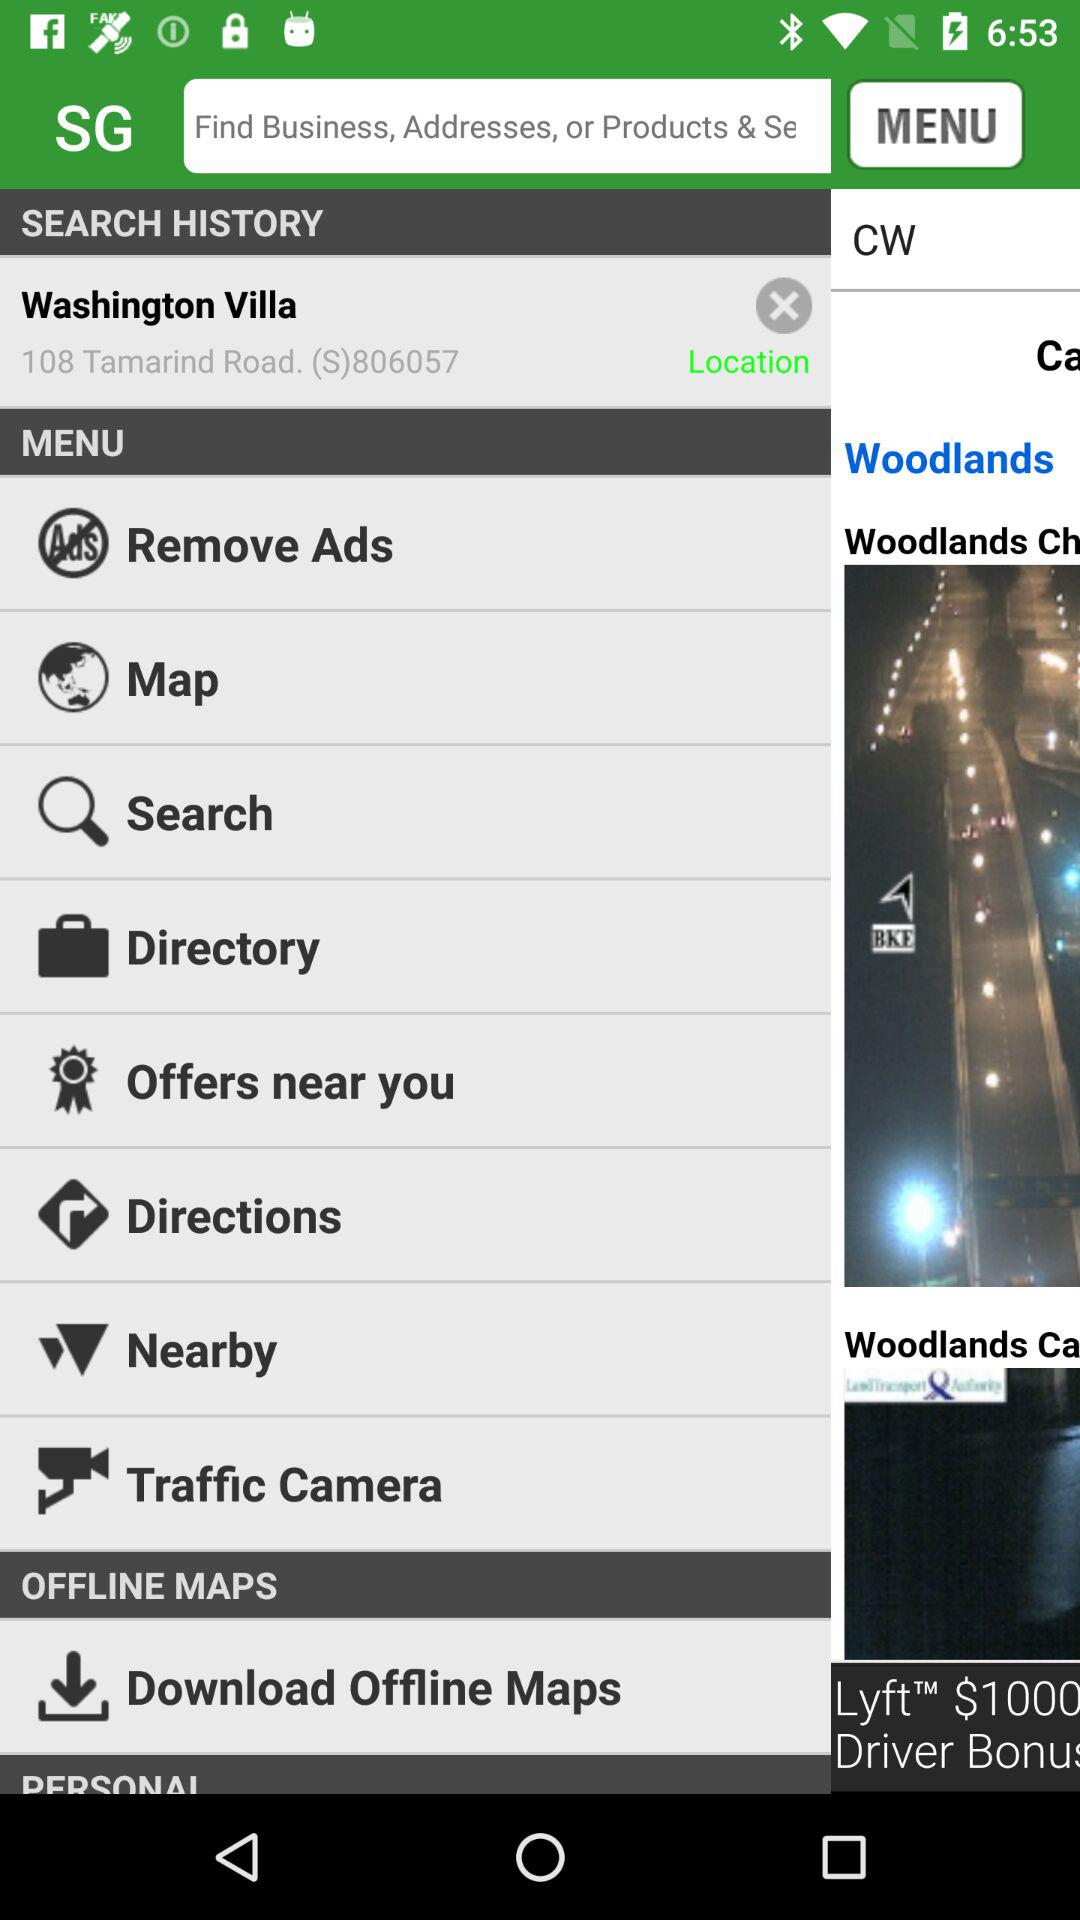 FAK
6:53
SG
Find Business, Addresses, or Products & Se
MENU
SEARCH HISTORY
Washington Villa
108 Tamarind Road. (S)806057
Location
MENU
Ads
Remove Ads
Map
Search
Directory
Offers near you
Directions
Nearby
Traffic Camera
OFFLINE MAPS
Download Offline Maps
PERSONAL
CW
Ca
Woodlands
Woodlands Ch
BKE
Woodlands Ca
Land Transport Authority
Lyft™ $1000
Driver Bonus